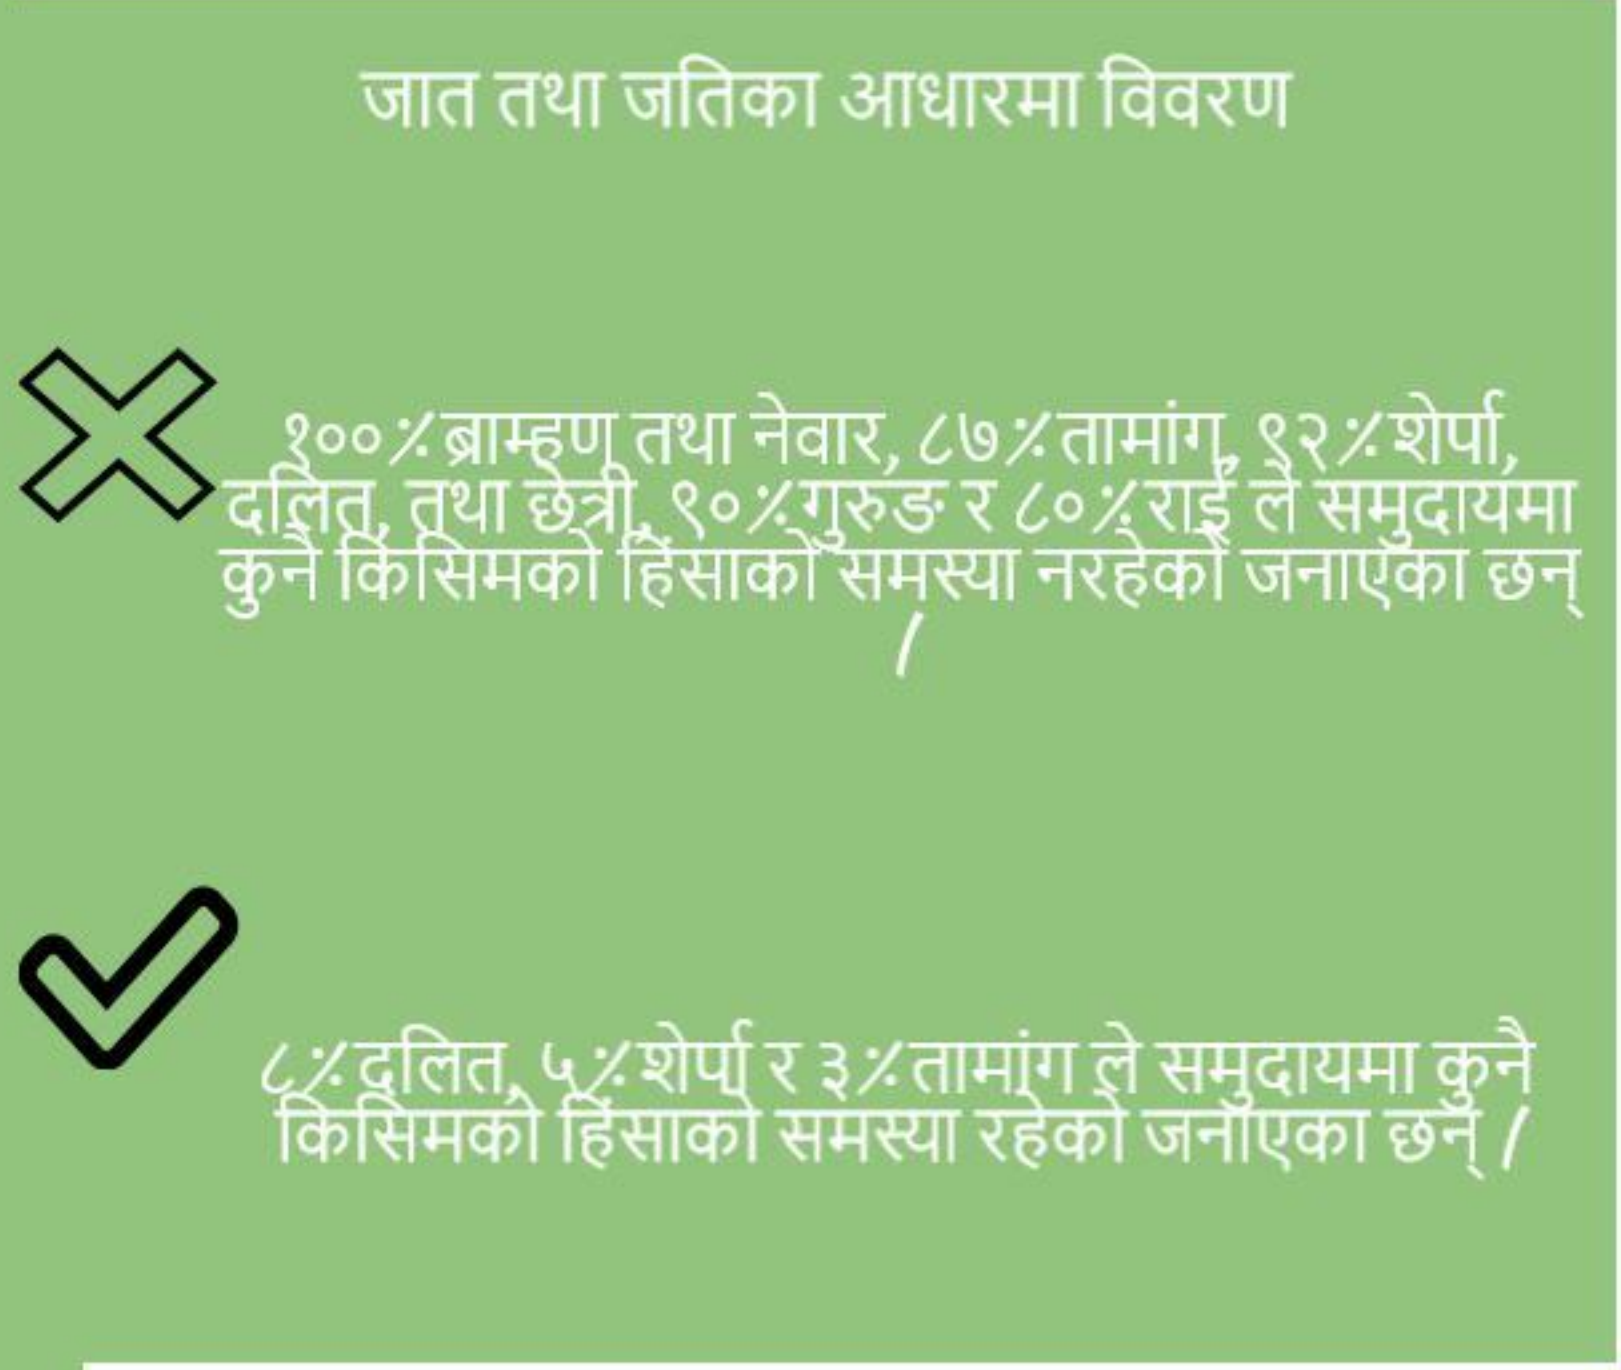 जात तथा जतिका आधारमा विवरण
१००% ब्राम्हण तथा नेवार, ८७% तामांग, ९२% शेर्पा,
दलित, तथा छेत्री, ९०% गुरुङ र ८०% राई ले समुदायमा
कुनै किसिमको हिंसाको समस्या नरहेको जनाएका छन्
।
८% दलित, ५% शेर्पा र ३% तामांग ले समुदायमा कुनै
किसिमको हिंसाको समस्या रहेको जनाएका छन् ।